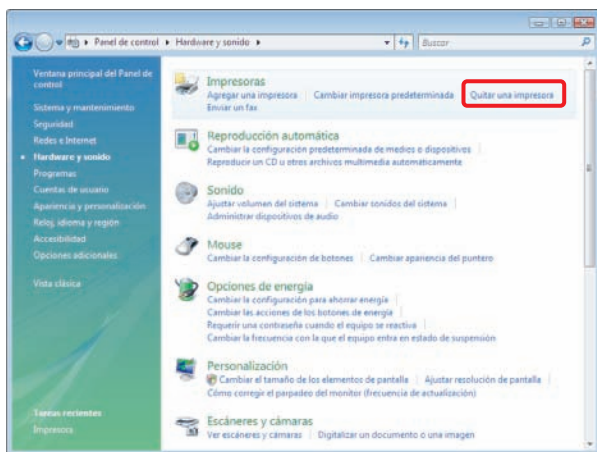 Panel de control ▸ Hardware y sonido ▸
Buscar
Ventana principal del Panel de
control
Sistema y mantenimiento
Seguridad
Redes e Internet
Hardware y sonido
Programas
Cuentas de usuario
Apariencia y personalización
Reloj, idioma y región
Accesibilidad
Opciones adicionales
Vista clásica
Tareas recientes
Impresora
Impresoras
Agregar una impresora | Cambiar impresora predeterminada | Quitar una impresora
Enviar un fax
Reproducción automática
Cambiar la configuración predeterminada de medios o dispositivos |
Reproducir un CD u otros archivos multimedia automáticamente
Sonido
Ajustar volumen del sistema | Cambiar sonidos del sistema |
Administrar dispositivos de audio
Mouse
Cambiar la configuración de botones | Cambiar apariencia del puntero
Opciones de energía
Cambiar la configuración para ahorrar energía |
Cambiar las acciones de los botones de energía |
Requerir una contraseña cuando el equipo se reactiva |
Cambiar la frecuencia con la que el equipo entra en estado de suspensión
Personalización
Cambiar el tamaño de los elementos de pantalla | Ajustar resolución de pantalla |
Cómo corregir el parpadeo del monitor (frecuencia de actualización)
Escáneres y cámaras
Ver escáneres y cámaras | Digitalizar un documento o una imagen